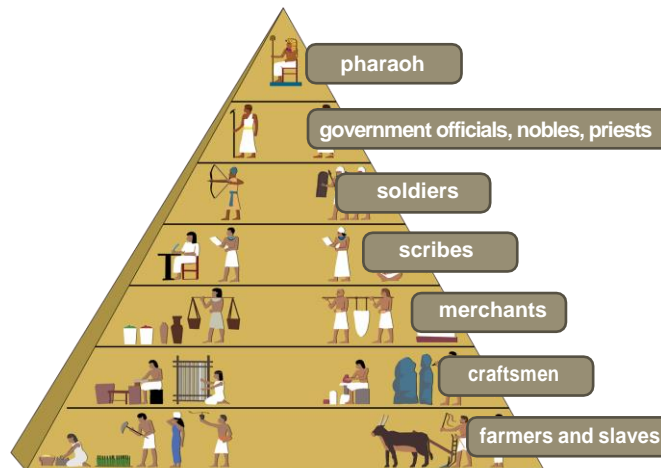 pharaoh
government officials, nobles, priests
soldiers
scribes
merchants
craftsmen
farmers and slaves